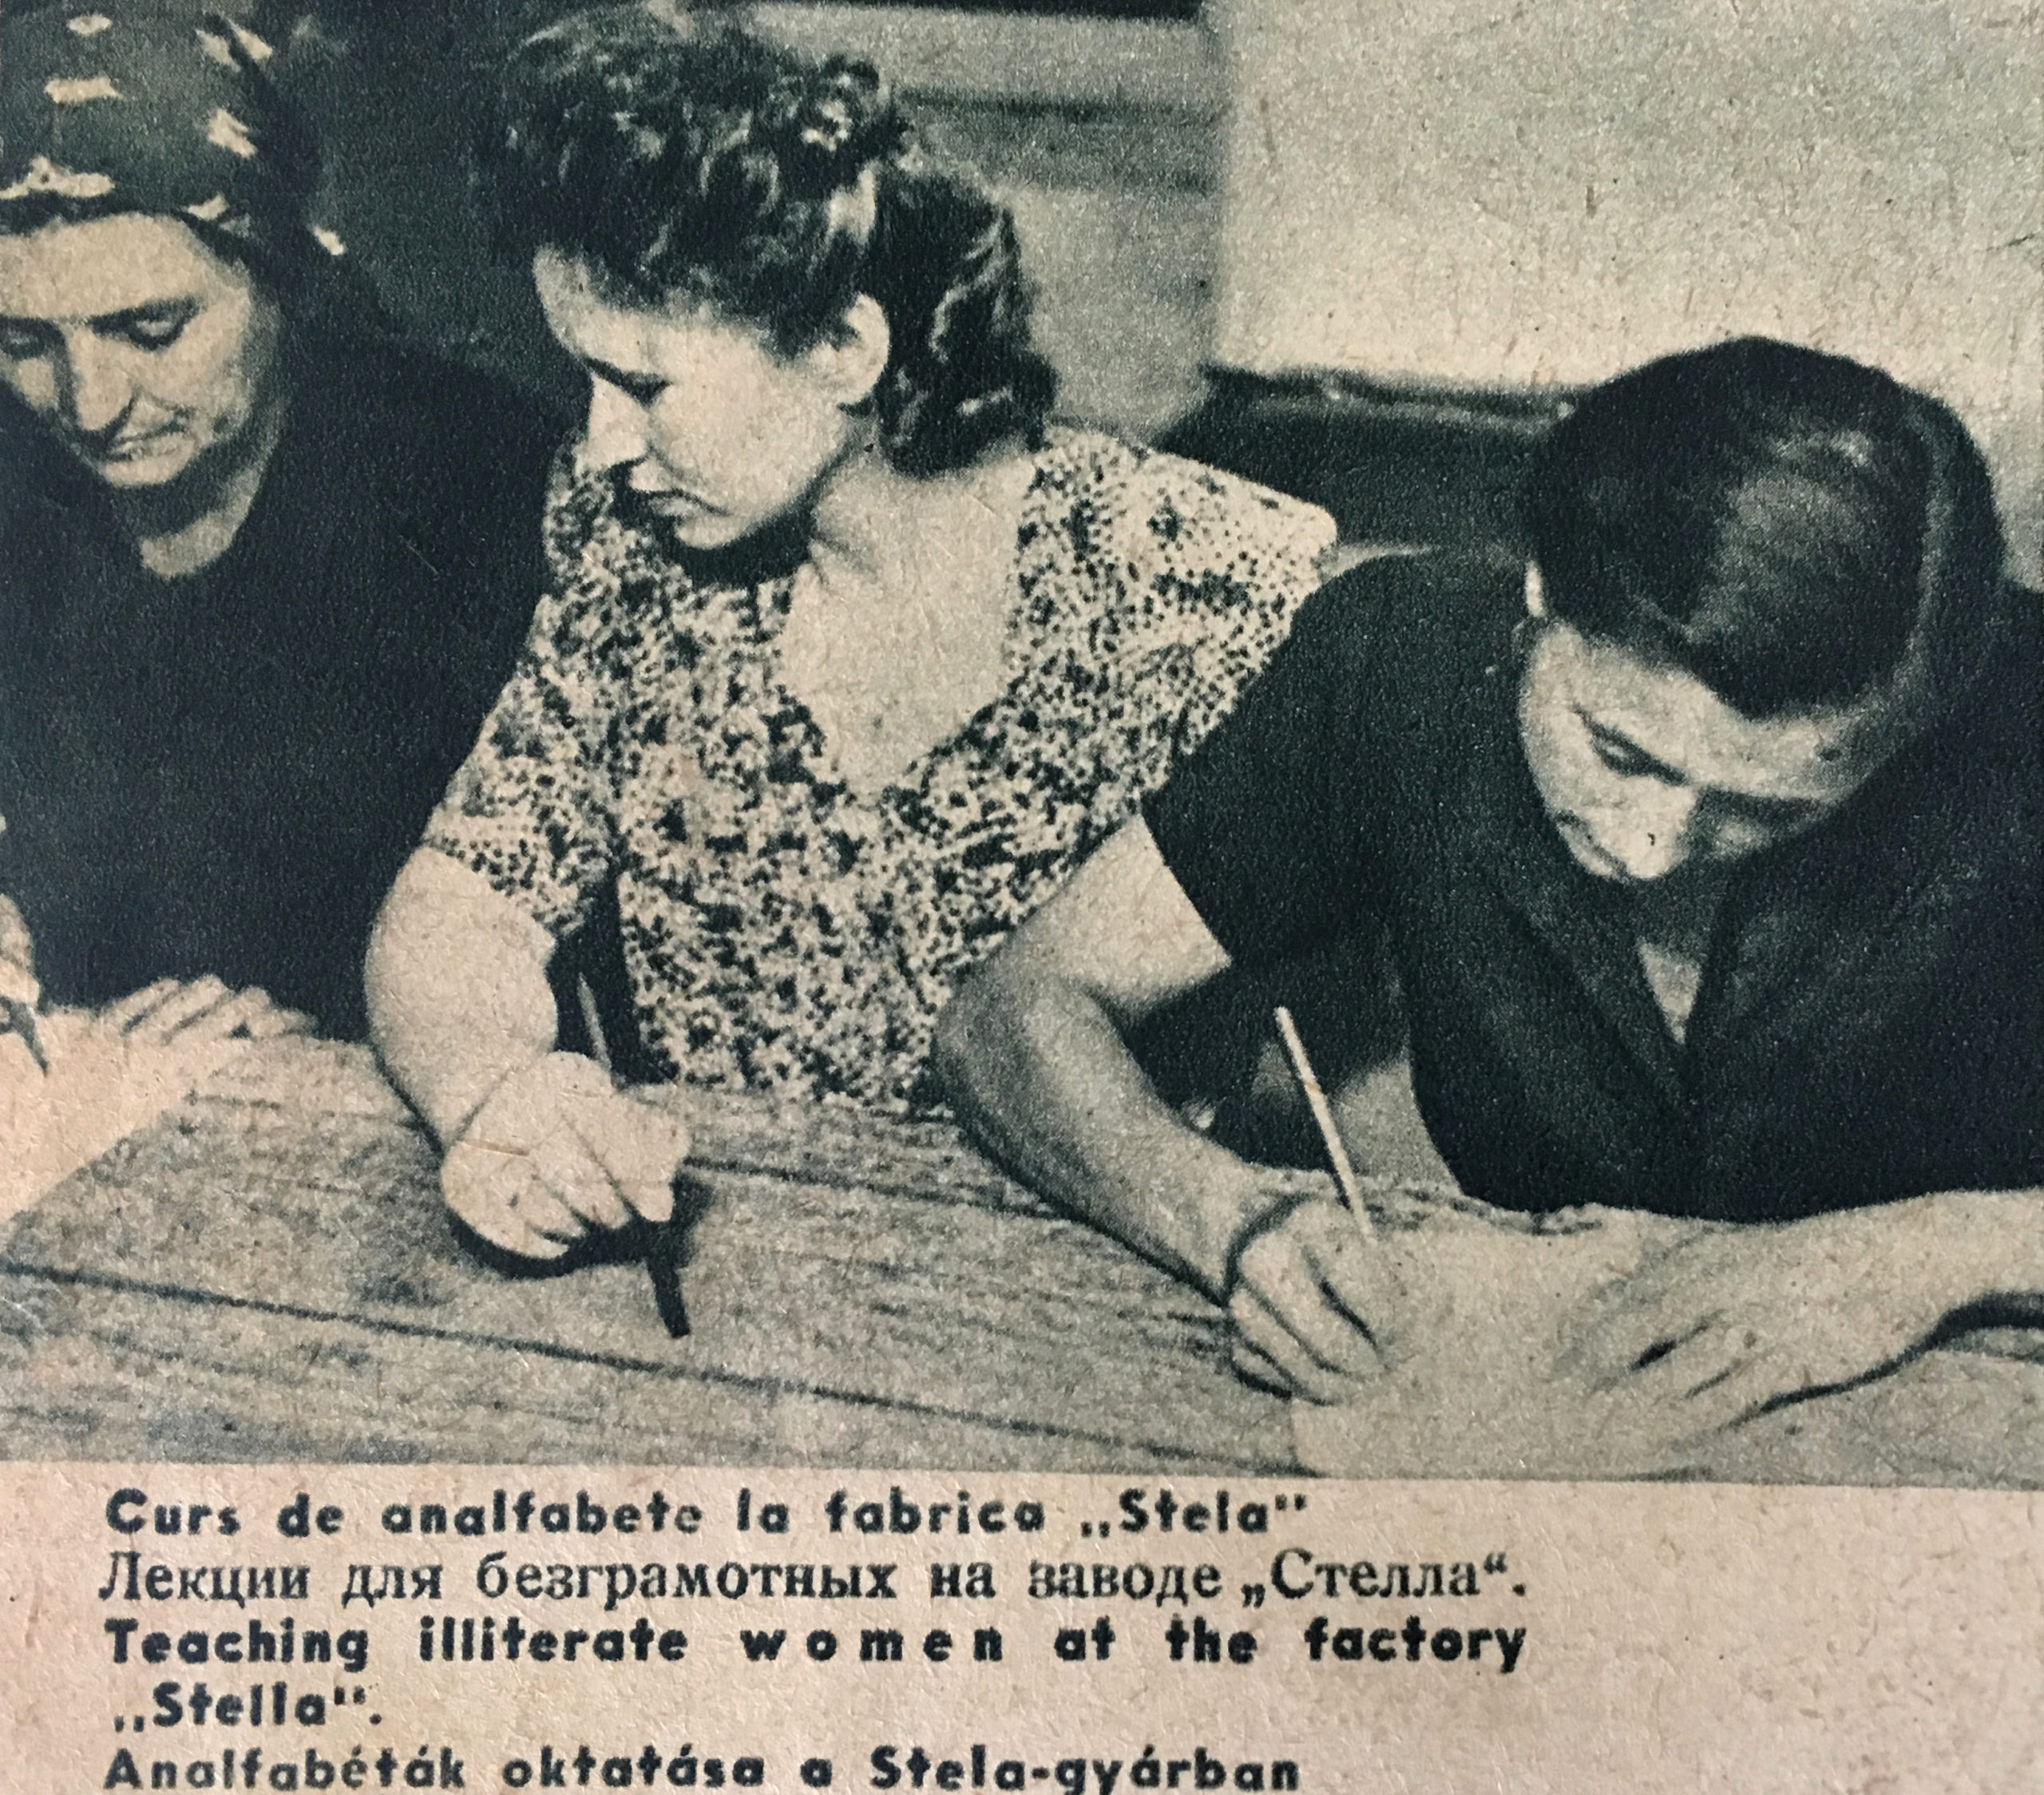 Curs de analfabete la fabrica „Stela"
Лекции для безграмотных на заводе „Стелла“.
Teaching illiterate women at the factory
„Stella".
Analfabéták oktatása a Stela-gyárban